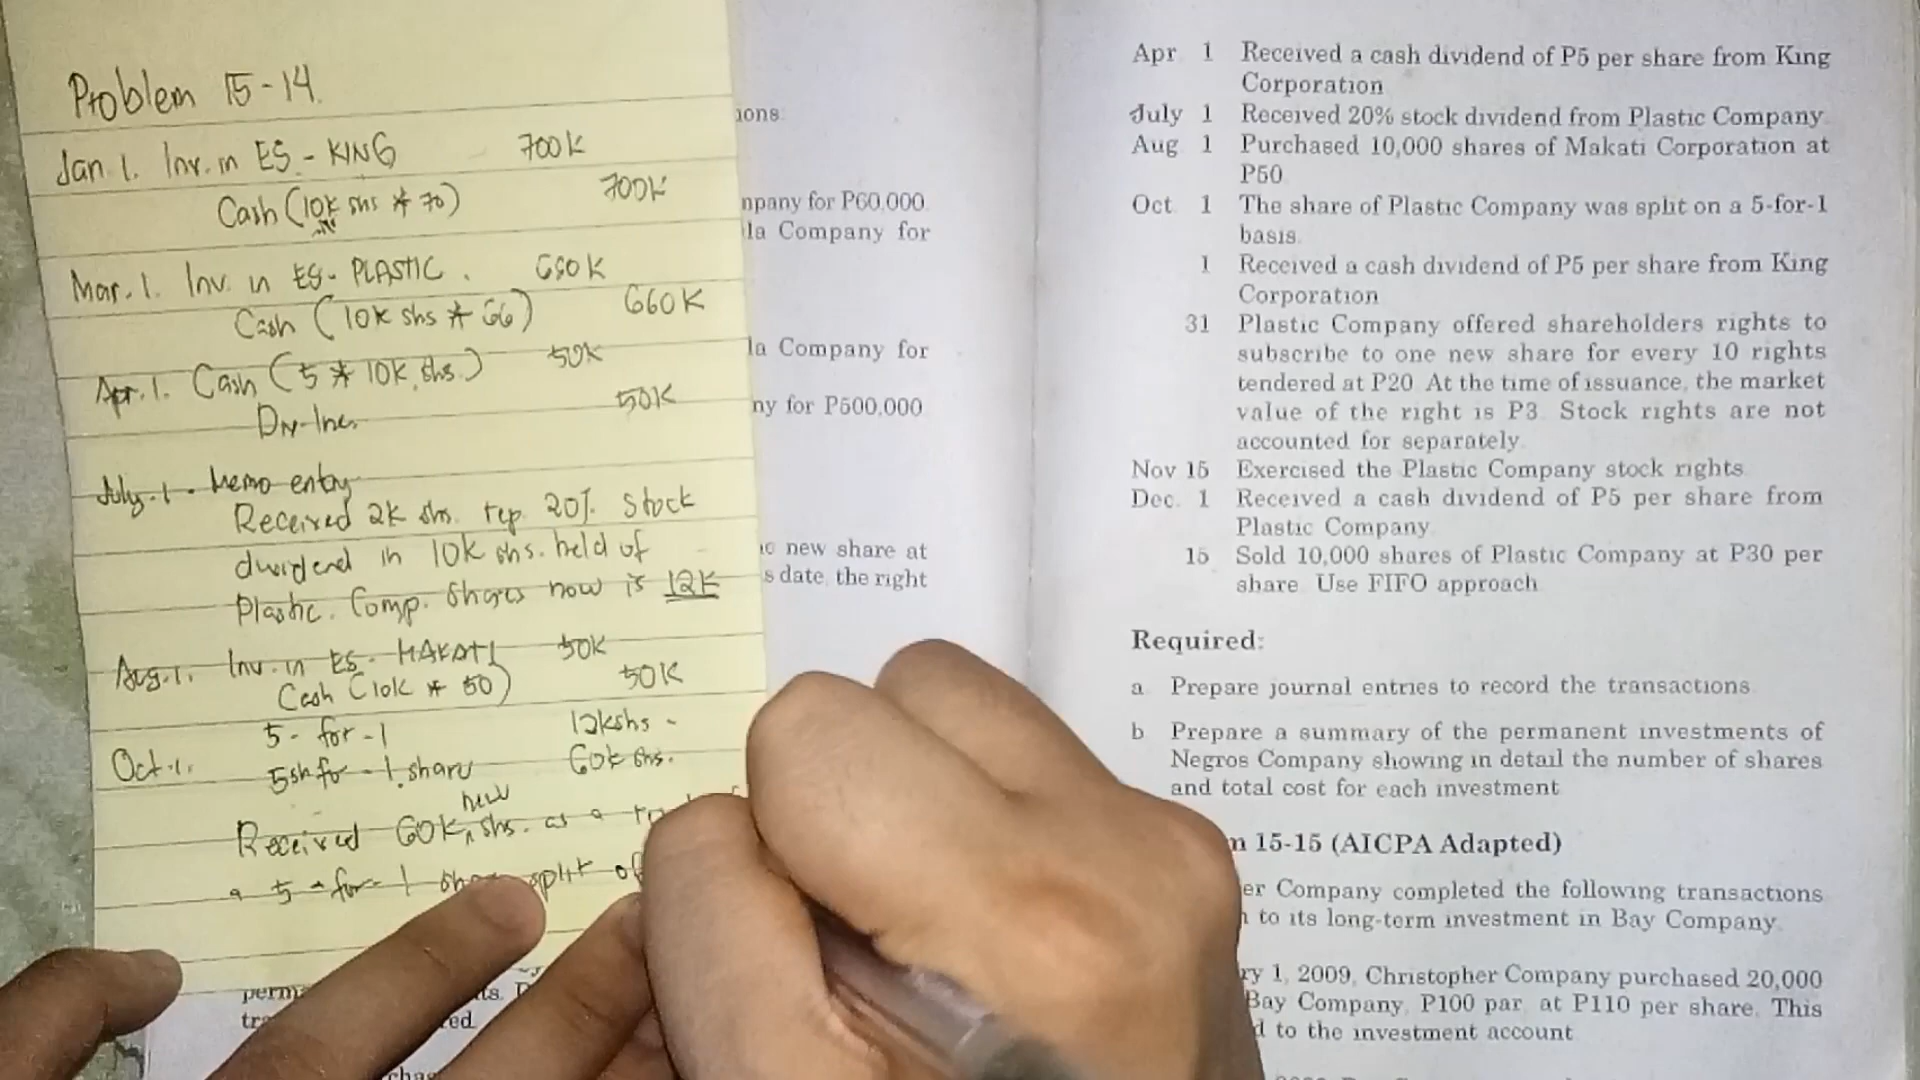 Problem 15-14.
Jan. 1. Inv. in ES - KING 700K
Cash (10K shs * 70) 700K
Mar. 1. Inv. in ES - PLASTIC. 660K
Cash (10K shs * 66) 660K
Apr. 1. Cash (5 * 10K shs.) 50K
Div-Inc. 50K
July. 1. Memo entry
Received 2K shs. rep. 20% stock
dividend in 10K shs. held of
Plastic. Comp. Shares now is 12K
Aug. 1. Inv. in ES - MAKATI 50K
Cash (10K * 50) 50K
5 - for - 1 12kshs -
Oct. 1. 5sh for - 1. share 60k shs.
new
Received 60K shs. as a
a 5 - for - 1 split of
ions.
mpany for P60,000.
la Company for
la Company for
ny for P500,000
new share at
s date, the right
Apr. 1 Received a cash dividend of P5 per share from King
Corporation
July 1 Received 20% stock dividend from Plastic Company.
Aug. 1 Purchased 10,000 shares of Makati Corporation at
P50.
Oct. 1 The share of Plastic Company was split on a 5-for-1
basis.
1 Received a cash dividend of P5 per share from King
Corporation.
31 Plastic Company offered shareholders rights to
subscribe to one new share for every 10 rights
tendered at P20. At the time of issuance, the market
value of the right is P3. Stock rights are not
accounted for separately.
Nov 15 Exercised the Plastic Company stock rights.
Dec. 1 Received a cash dividend of P5 per share from
Plastic Company.
15 Sold 10,000 shares of Plastic Company at P30 per
share. Use FIFO approach.
Required:
a. Prepare journal entries to record the transactions.
b. Prepare a summary of the permanent investments of
Negros Company showing in detail the number of shares
and total cost for each investment.
15-15 (AICPA Adapted)
er Company completed the following transactions
to its long-term investment in Bay Company.
ry 1, 2009, Christopher Company purchased 20,000
Bay Company, P100 par, at P110 per share. This
d to the investment account.